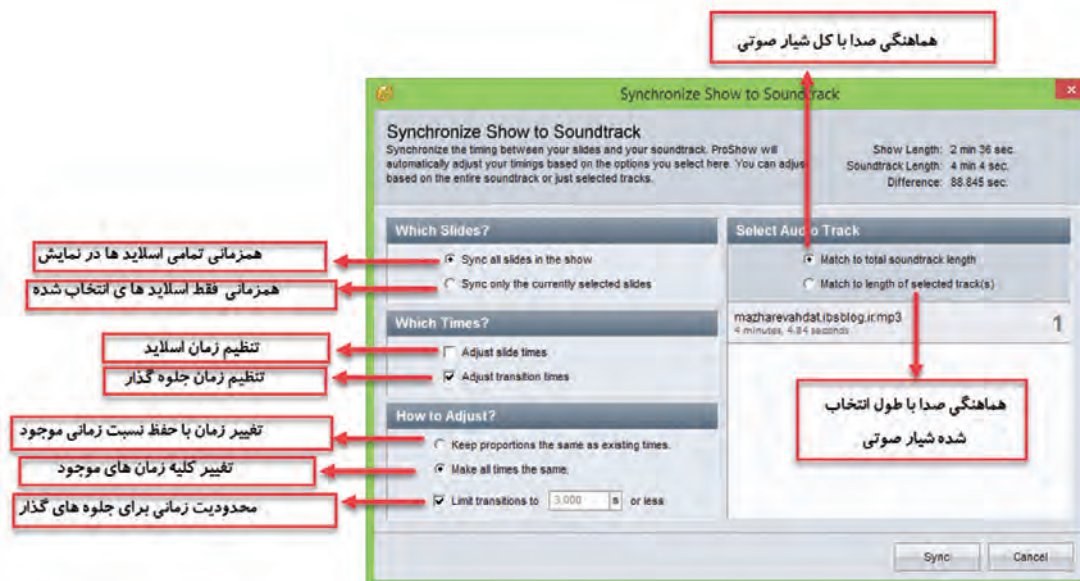 هماهنگی صدا با کل شیار صوتی
Synchronize Show to Soundtrack
Synchronize Show to Soundtrack
Synchronize the timing between your slides and your soundtrack. ProShow will
automatically adjust your timings based on the options you select here. You can adjust
based on the entire soundtrack or just selected tracks.
Show Length: 2 min 36 sec.
Soundtrack Length: 4 min 4 sec.
Difference: 88.845 sec.
Which Slides?
همزمانی تمامی اسلاید ها در نمایش
Sync all slides in the show
همزمانی فقط اسلاید ها ی انتخاب شده
Sync only the currently selected slides
Which Times?
تنظیم زمان اسلاید
Adjust slide times
تنظیم زمان جلوه گذار
Adjust transition times
How to Adjust?
تغییر زمان با حفظ نسبت زمانی موجود
Keep proportions the same as existing times.
تغییر کلیه زمان های موجود
Make all times the same.
محدودیت زمانی برای جلوه های گذار
Limit transitions to 3.000 s or less
Select Audio Track
Match to total soundtrack length
Match to length of selected track(s)
mazharevahdat.ibsblog.ir.mp3
4 minutes, 4.84 seconds
1
هماهنگی صدا با طول انتخاب
شده شیار صوتی
Sync
Cancel